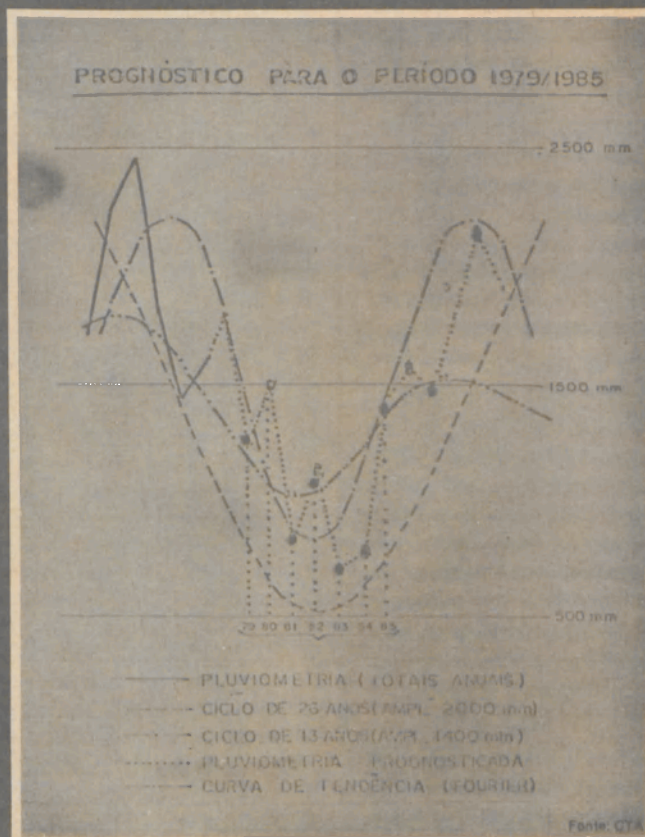 PROGNÓSTICO PARA O PERÍODO 1979/1985
2500 mm
1500 mm
500 mm
79 80 81 82 83 84 85
PLUVIOMETRIA (TOTAIS ANUAIS)
CICLO DE 26 ANOS (AMPL. 2000 mm)
CICLO DE 13 ANOS (AMPL. 1400 mm)
PLUVIOMETRIA PROGNOSTICADA
CURVA DE TENDÊNCIA (FOURIER)
Fonte: CTA